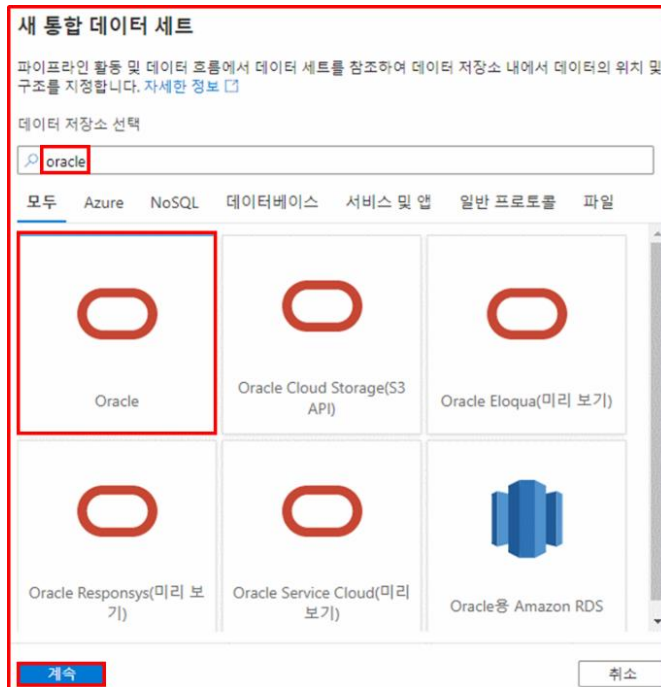 새 통합 데이터 세트
파이프라인 활동 및 데이터 흐름에서 데이터 세트를 참조하여 데이터 저장소 내에서 데이터의 위치 및
구조를 지정합니다. 자세한 정보
데이터 저장소 선택
oracle
모두 Azure NoSQL 데이터베이스 서비스 및 앱 일반 프로토콜 파일
Oracle
Oracle Cloud Storage(S3
API)
Oracle Eloqua(미리 보기)
Oracle Responsys(미리 보
기)
Oracle Service Cloud(미리
보기)
Oracle용 Amazon RDS
계속
취소